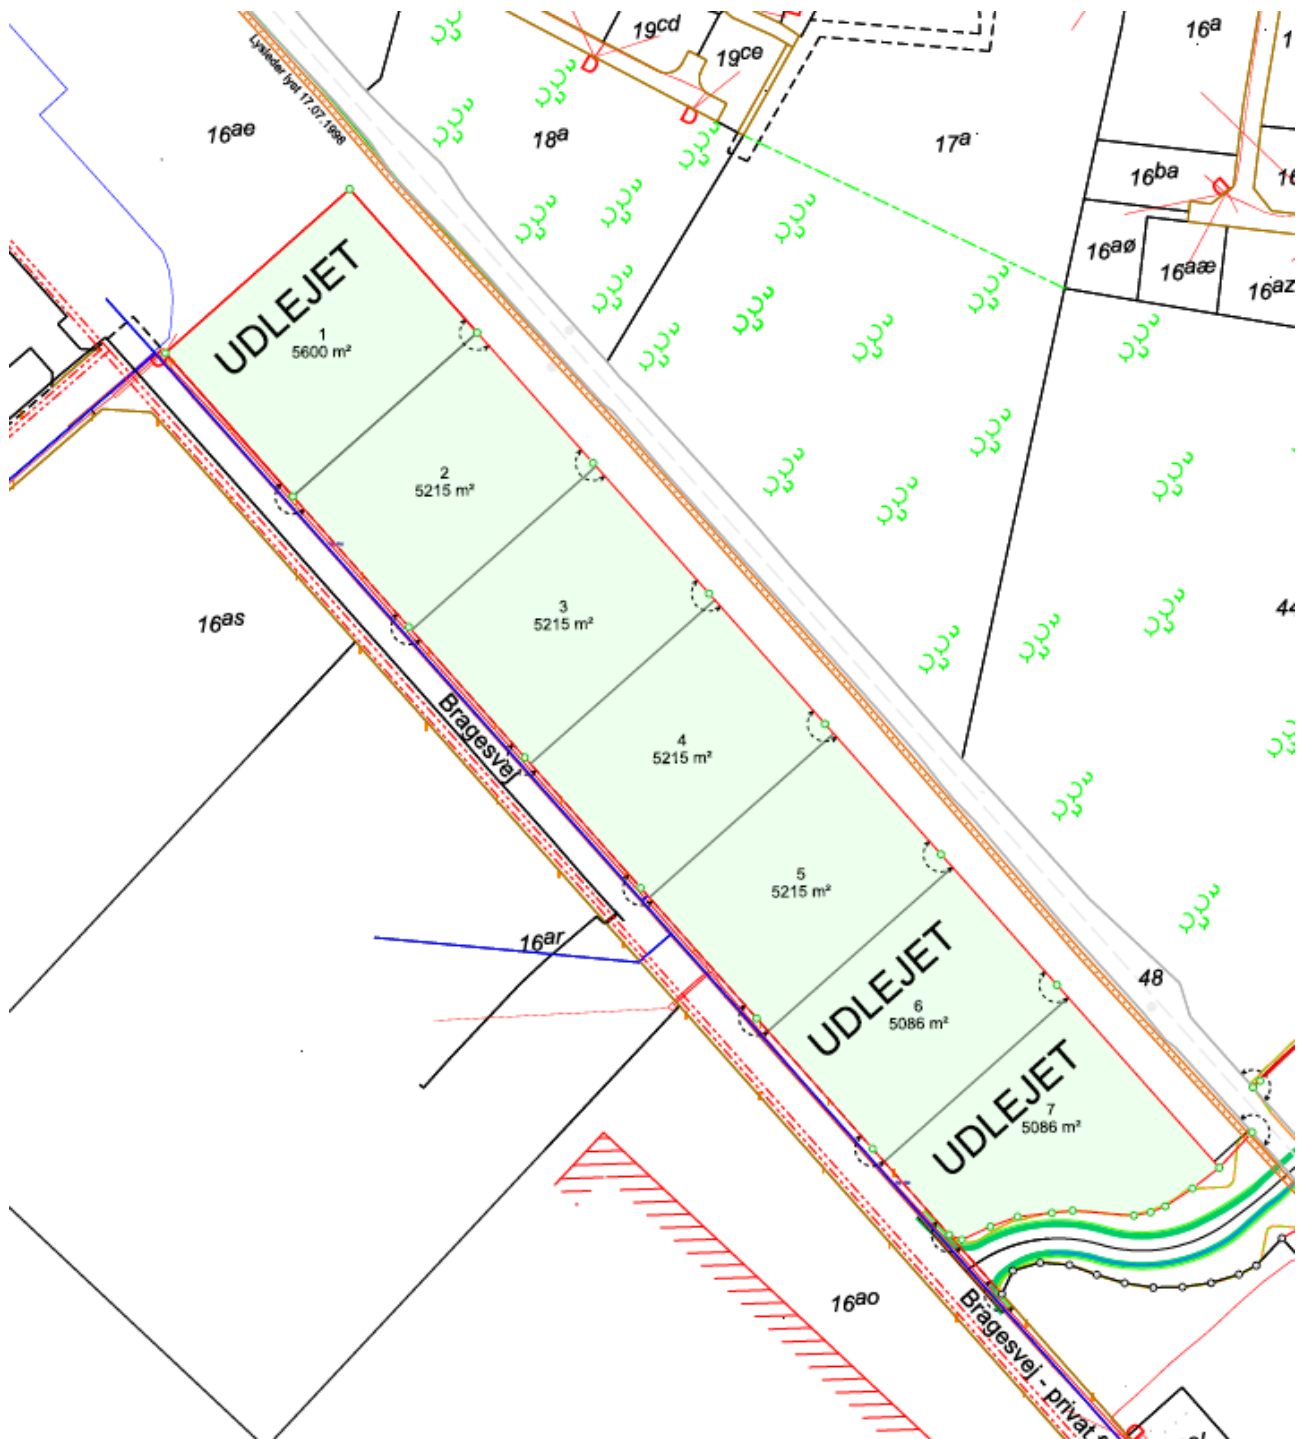 19cd
16a
19ce
Lysleder lyst 17.07.1998
16ae
18a
17a
16ba
16
16aø
16aæ
16az
UDLEJET
1
5600 m²
2
5215 m²
3
5215 m²
44
16as
Bragesvej
4
5215 m²
5
5215 m²
16ar
UDLEJET
6
5086 m²
48
UDLEJET
7
5086 m²
16ao
Bragesvej - privat